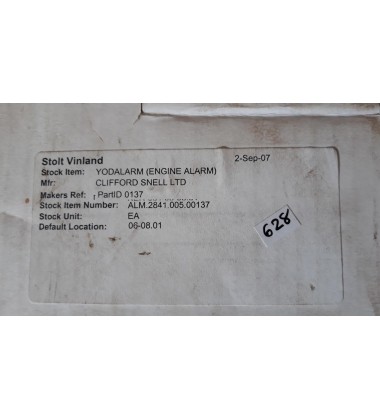 Stolt Vinland 2-Sep-07
Stock Item: YODALARM (ENGINE ALARM)
Mfr: CLIFFORD SNELL LTD
Makers Ref: PartID 0137
Stock Item Number: ALM.2841.005.00137
Stock Unit: EA
Default Location: 06-08.01
628